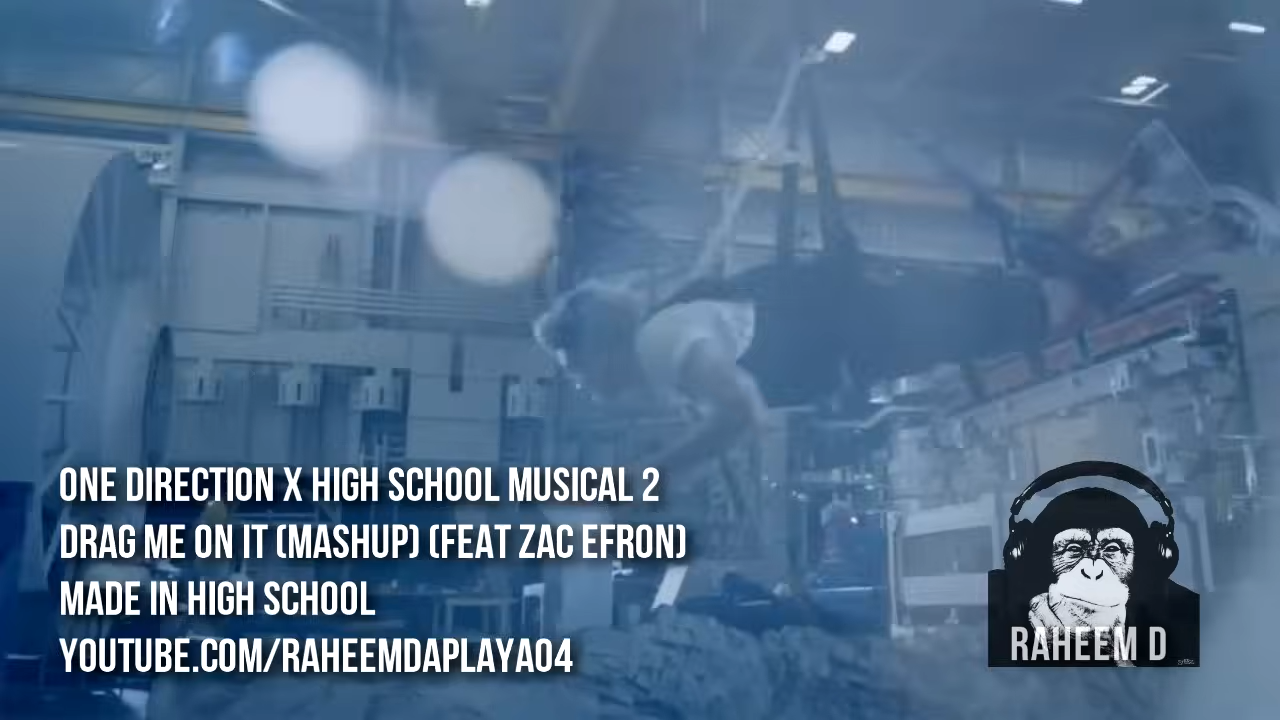 ONE DIRECTION X HIGH SCHOOL MUSICAL 2
DRAG ME ON IT (MASHUP) (FEAT ZAC EFRON)
MADE IN HIGH SCHOOL
YOUTUBE.COM/RAHEEMDAPLAYA04
RAHEEM D